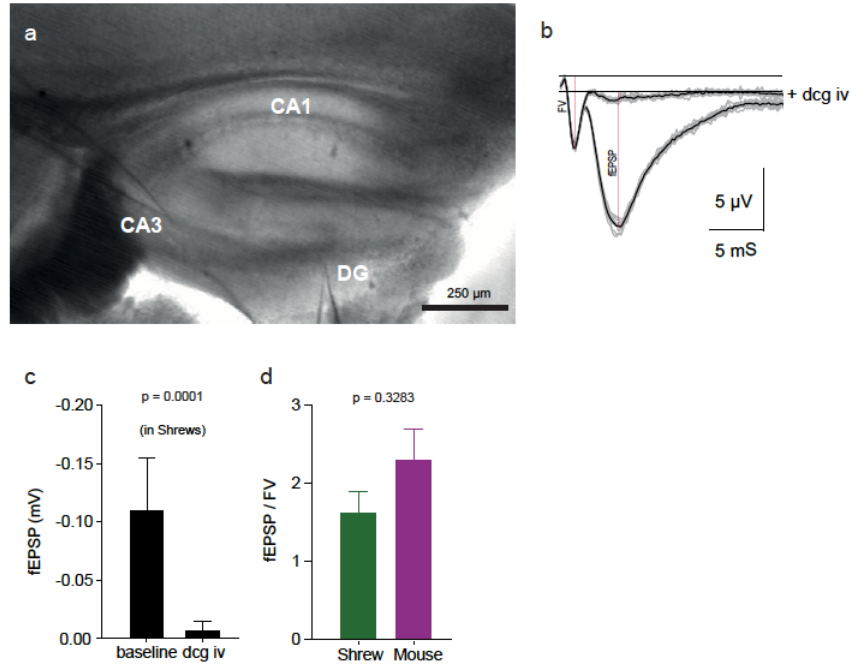 a
CA1
CA3
DG
250 µm
b
FV
fEPSP
+ dcg iv
5 µV
5 mS
c
p = 0.0001
(in Shrews)
-0.20
-0.15
-0.10
-0.05
0.00
fEPSP (mV)
baseline dcg iv
d
p = 0.3283
3
2
1
0
fEPSP / FV
Shrew Mouse